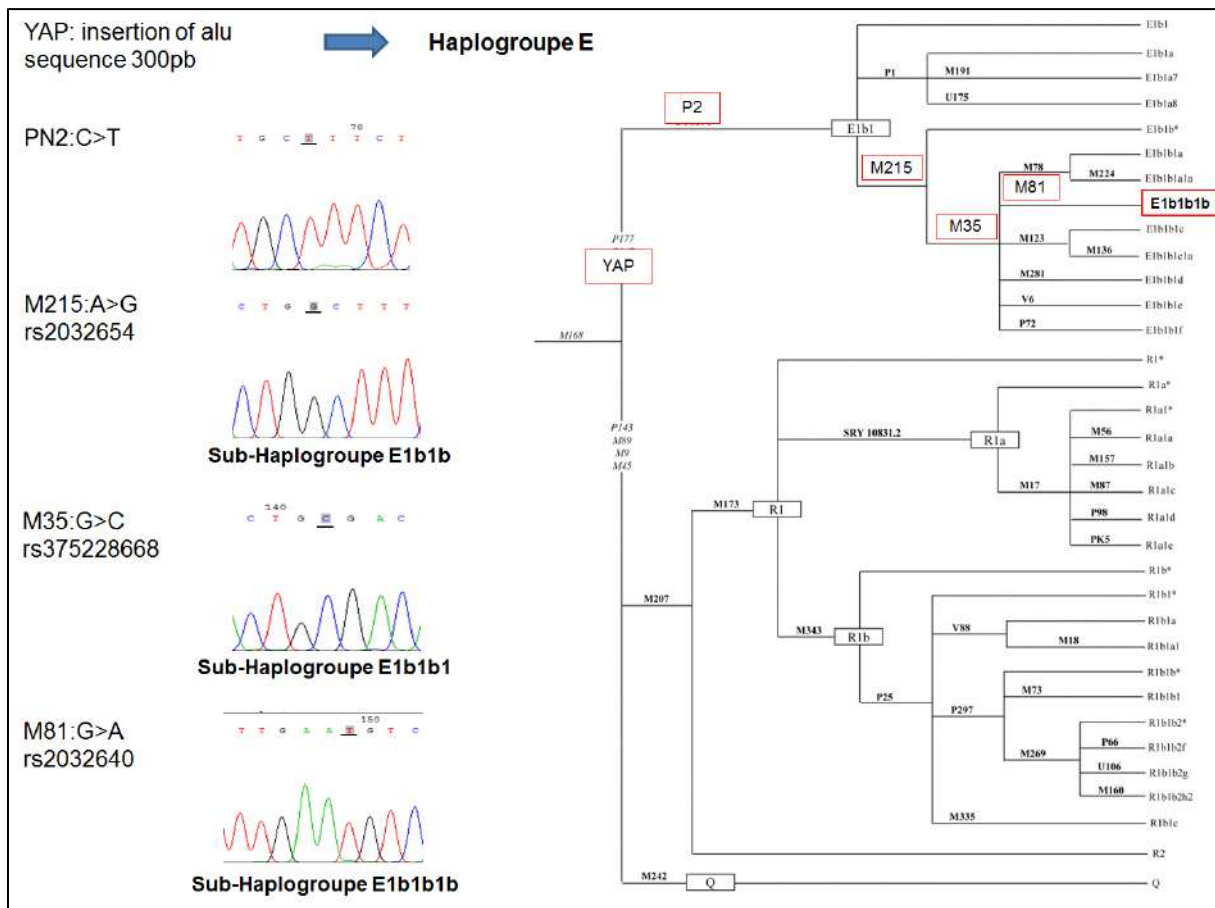 YAP: insertion of alu
sequence 300pb
Haplogroupe E
PN2:C>T
70
T G C T T T C T
M215:A>G
rs2032654
C T G G C T T T
Sub-Haplogroupe E1b1b
M35:G>C
rs375228668
140
C T G C G A C
Sub-Haplogroupe E1b1b1
M81:G>A
rs2032640
150
T T G A A T G T C
Sub-Haplogroupe E1b1b1b
E1b1
E1b1a
P1
M191
E1b1a7
U175
E1b1a8
P2
E1b1
E1b1b*
M215
E1b1b1a
M78
M224
E1b1b1a1a
M81
E1b1b1b
M35
E1b1b1c
M123
M136
E1b1b1c1a
M281
E1b1b1d
V6
E1b1b1e
P72
E1b1b1f
P177
YAP
M168
P143
M89
M9
M45
R1*
R1a*
R1a1*
SRY 10831.2
R1a
M56
R1a1a
M157
R1a1b
M17
M87
R1a1c
P98
R1a1d
PK5
R1a1e
M173
R1
R1b*
R1b1*
M207
M343
R1b
V88
R1b1a
M18
R1b1a1
R1b1b*
P25
P297
M73
R1b1b1
R1b1b2*
M269
P66
R1b1b2f
U106
R1b1b2g
M160
R1b1b2h2
M335
R1b1c
R2
M242
Q
Q